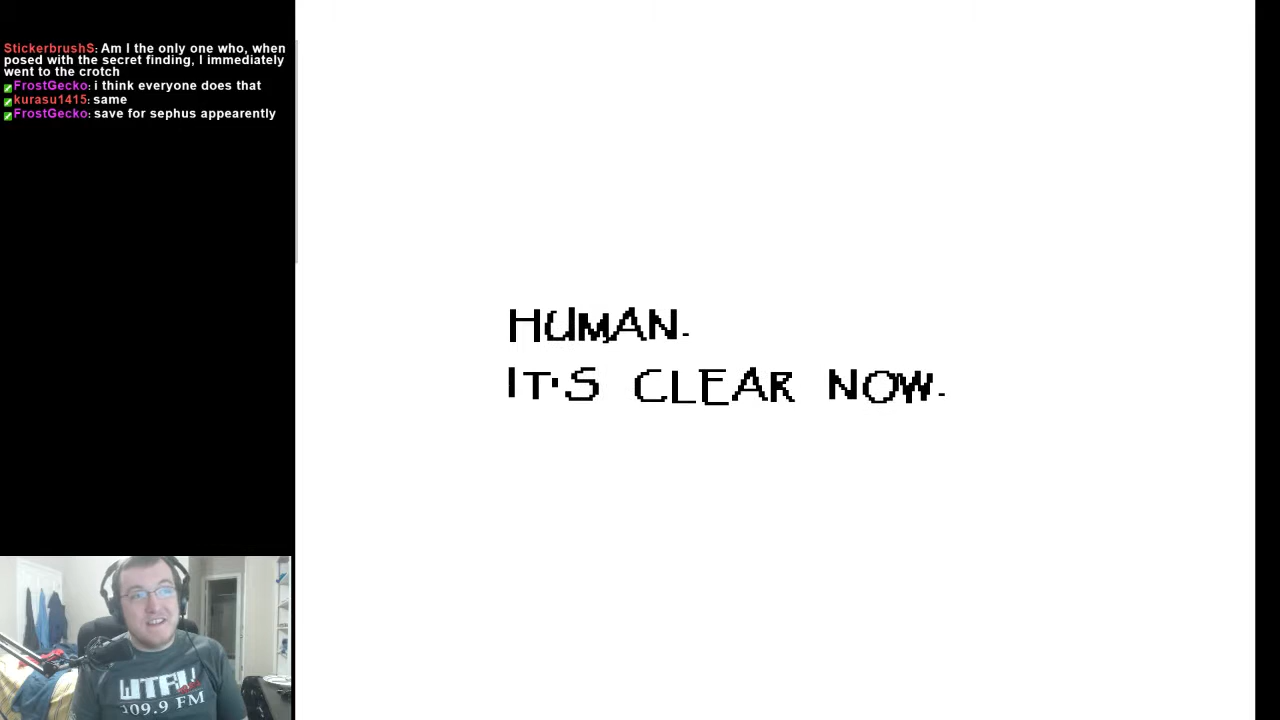 StickerbrushS: Am I the only one who, when
posed with the secret finding, I immediately
went to the crotch
FrostGecko: i think everyone does that
kurasu1415: same
FrostGecko: save for sephus appearently
HUMAN.
IT'S CLEAR NOW.
109.9 FM